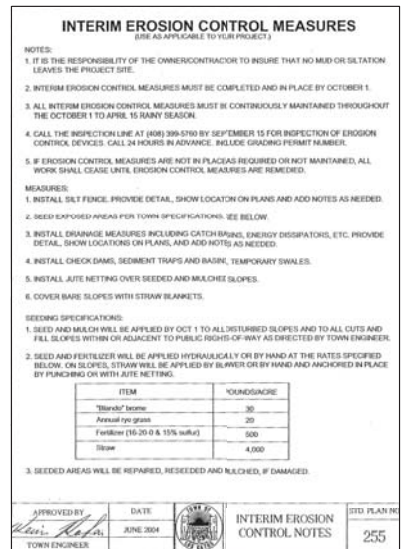 INTERIM EROSION CONTROL MEASURES
(USE AS APPLICABLE TO YOUR PROJECT.)
NOTES:
1. IT IS THE RESPONSIBILITY OF THE OWNER/CONTRACTOR TO INSURE THAT NO MUD OR SILTATION
LEAVES THE PROJECT SITE.
2. INTERIM EROSION CONTROL MEASURES MUST BE COMPLETED AND IN PLACE BY OCTOBER 1.
3. ALL INTERIM EROSION CONTROL MEASURES MUST BE CONTINUOUSLY MAINTAINED THROUGHOUT
THE OCTOBER 1 TO APRIL 15 RAINY SEASON.
4. CALL THE INSPECTION LINE AT (408) 399-5760 BY SEPTEMBER 15 FOR INSPECTION OF EROSION
CONTROL DEVICES. CALL 24 HOURS IN ADVANCE. INCLUDE GRADING PERMIT NUMBER.
5. IF EROSION CONTROL MEASURES ARE NOT IN PLACE AS REQUIRED OR NOT MAINTAINED, ALL
WORK SHALL CEASE UNTIL EROSION CONTROL MEASURES ARE REMEDIED.
MEASURES:
1. INSTALL SILT FENCE. PROVIDE DETAIL, SHOW LOCATON ON PLANS AND ADD NOTES AS NEEDED.
2. SEED EXPOSED AREAS PER TOWN SPECIFICATIONS. SEE BELOW.
3. INSTALL DRAINAGE MEASURES INCLUDING CATCH BASINS, ENERGY DISSIPATORS, ETC. PROVIDE
DETAIL, SHOW LOCATIONS ON PLANS, AND ADD NOTES AS NEEDED.
4. INSTALL CHECK DAMS, SEDIMENT TRAPS AND BASINS, TEMPORARY SWALES.
5. INSTALL JUTE NETTING OVER SEEDED AND MULCHED SLOPES.
6. COVER BARE SLOPES WITH STRAW BLANKETS.
SEEDING SPECIFICATIONS:
1. SEED AND MULCH WILL BE APPLIED BY OCT 1 TO ALL DISTURBED SLOPES AND TO ALL CUTS AND
FILL SLOPES WITHIN OR ADJACENT TO PUBLIC RIGHTS-OF-WAY AS DIRECTED BY TOWN ENGINEER.
2. SEED AND FERTILIZER WILL BE APPLIED HYDRAULICALLY OR BY HAND AT THE RATES SPECIFIED
BELOW. ON SLOPES, STRAW WILL BE APPLIED BY BLOWER OR BY HAND AND ANCHORED IN PLACE
BY PUNCHING OR WITH JUTE NETTING.
ITEM POUNDS/ACRE
"Blando" brome 30
Annual rye grass 20
Fertilizer (16-20-0 & 15% sulfur) 500
Straw 4,000
3. SEEDED AREAS WILL BE REPAIRED, RESEEDED AND MULCHED, IF DAMAGED.
APPROVED BY
TOWN ENGINEER
DATE
JUNE 2004
TOWN OF
LOS GATOS
INTERIM EROSION
CONTROL NOTES
STD. PLAN NO
255